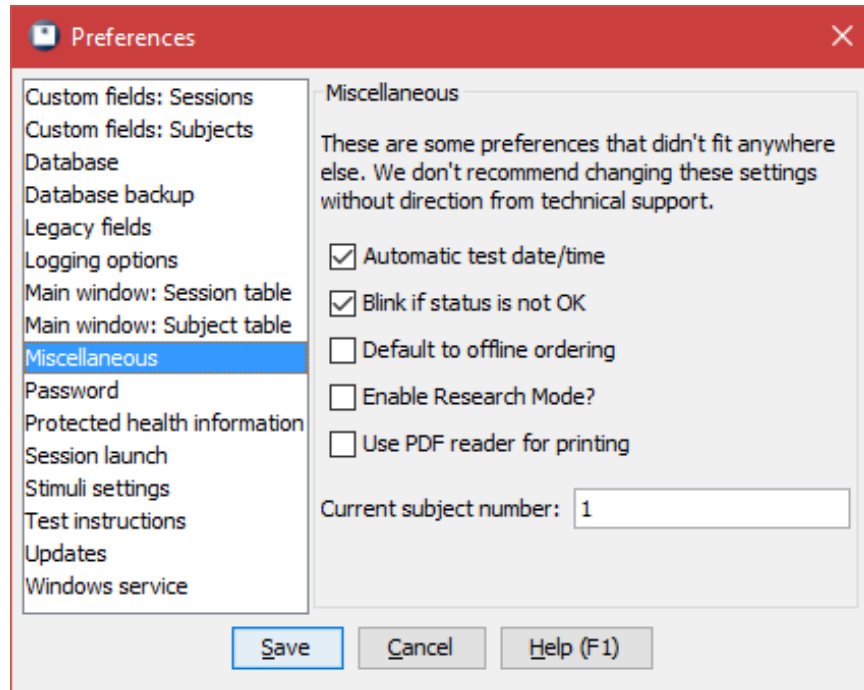 Preferences
Custom fields: Sessions
Custom fields: Subjects
Database
Database backup
Legacy fields
Logging options
Main window: Session table
Main window: Subject table
Miscellaneous
Password
Protected health information
Session launch
Stimuli settings
Test instructions
Updates
Windows service
Miscellaneous
These are some preferences that didn't fit anywhere
else. We don't recommend changing these settings
without direction from technical support.
Automatic test date/time
Blink if status is not OK
Default to offline ordering
Enable Research Mode?
Use PDF reader for printing
Current subject number: 1
Save Cancel Help (F1)